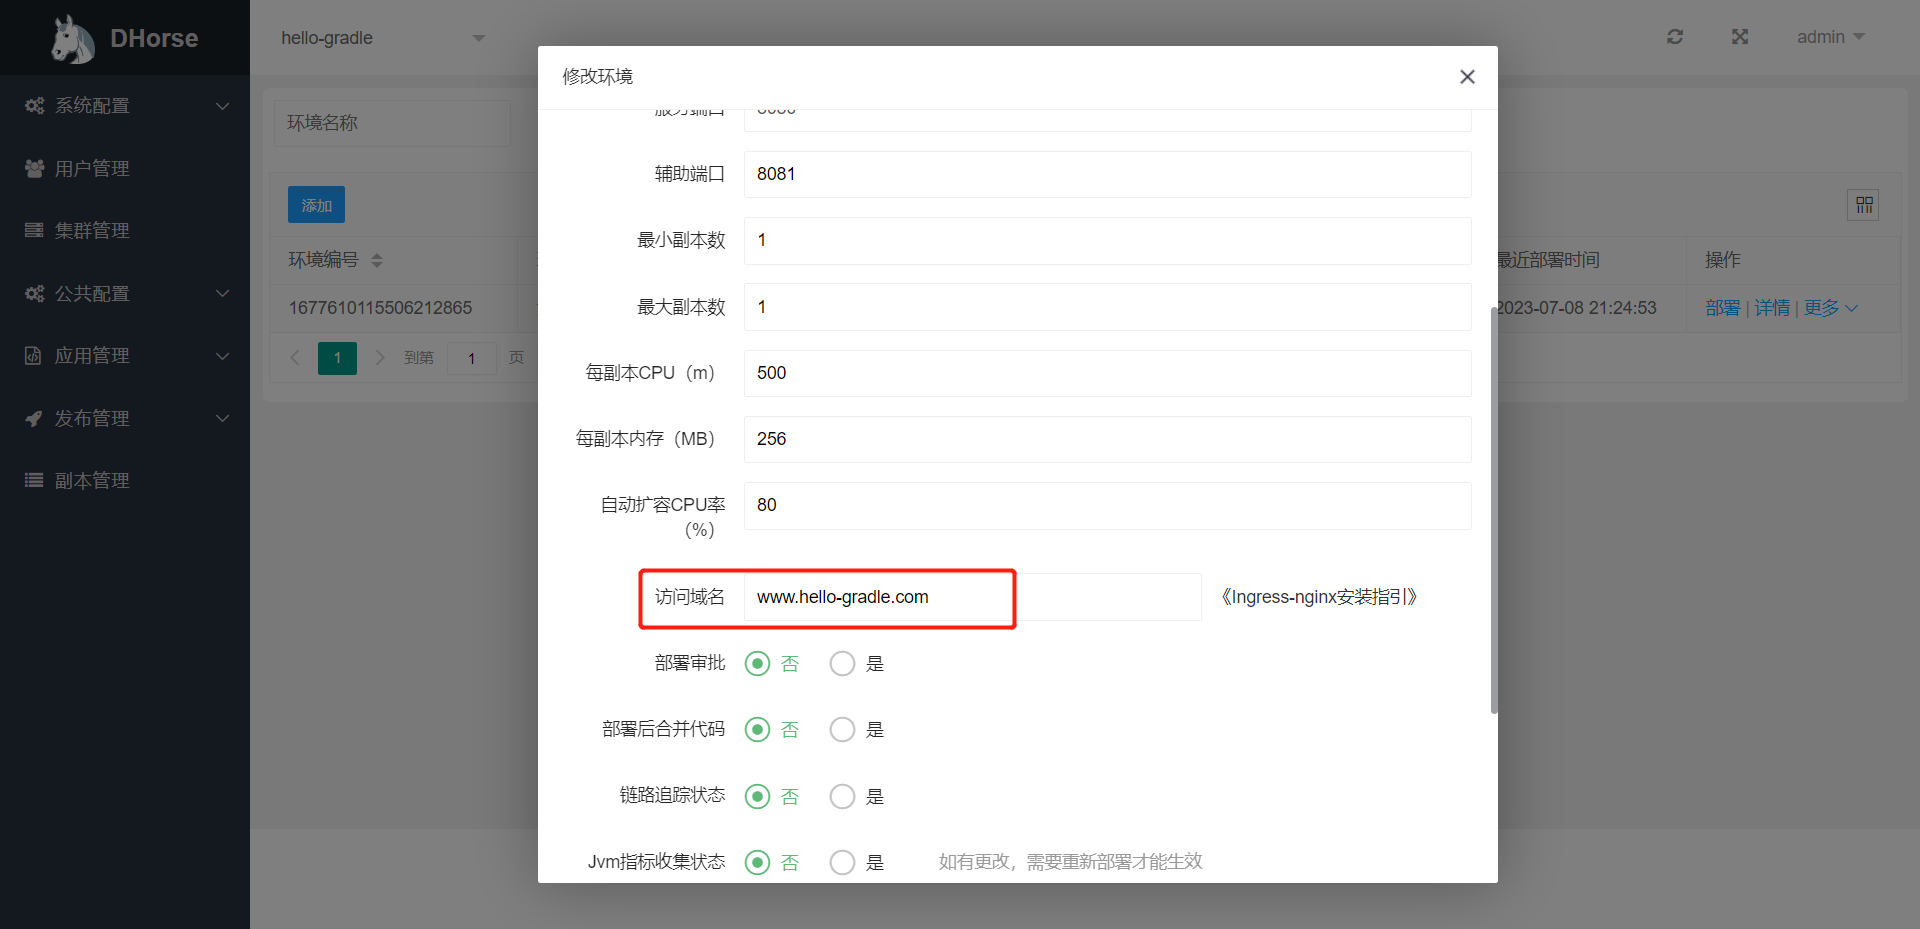 DHorse
hello-gradle
admin
系统配置
用户管理
集群管理
公共配置
应用管理
发布管理
副本管理
环境名称
添加
环境编号
最近部署时间
操作
1677610115506212865
2023-07-08 21:24:53
部署 | 详情 | 更多
1
到第
1
页
修改环境
服务端口
辅助端口
8081
最小副本数
1
最大副本数
1
每副本CPU（m）
500
每副本内存（MB）
256
自动扩容CPU率
（%）
80
访问域名
www.hello-gradle.com
《Ingress-nginx安装指引》
部署审批
否
是
部署后合并代码
否
是
链路追踪状态
否
是
Jvm指标收集状态
否
是
如有更改，需要重新部署才能生效